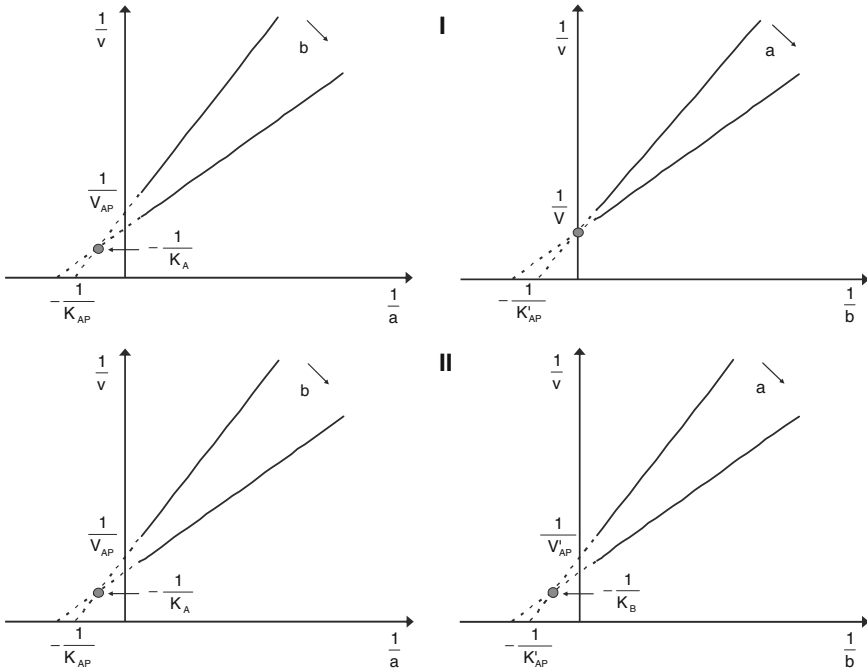 1/v
b
1/V_AP
-1/K_A
-1/K_AP
1/a
I
1/v
a
1/V
-1/K'_AP
1/b
1/v
b
1/V_AP
-1/K_A
-1/K_AP
1/a
II
1/v
a
1/V'_AP
-1/K_B
-1/K'_AP
1/b